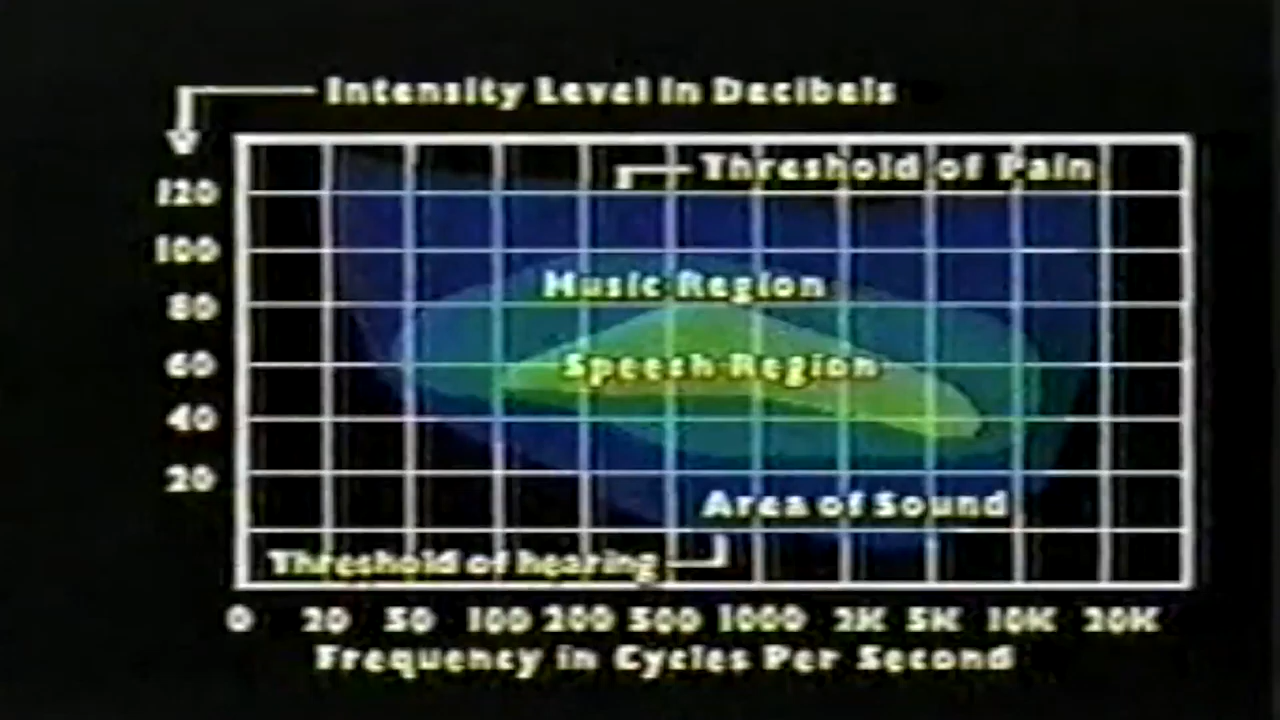 Intensity Level in Decibels
Threshold of Pain
120
100
Music Region
80
60
Speech Region
40
20
Area of Sound
Threshold of hearing
0 20 50 100 200 500 1000 2K 5K 10K 20K
Frequency in Cycles Per Second